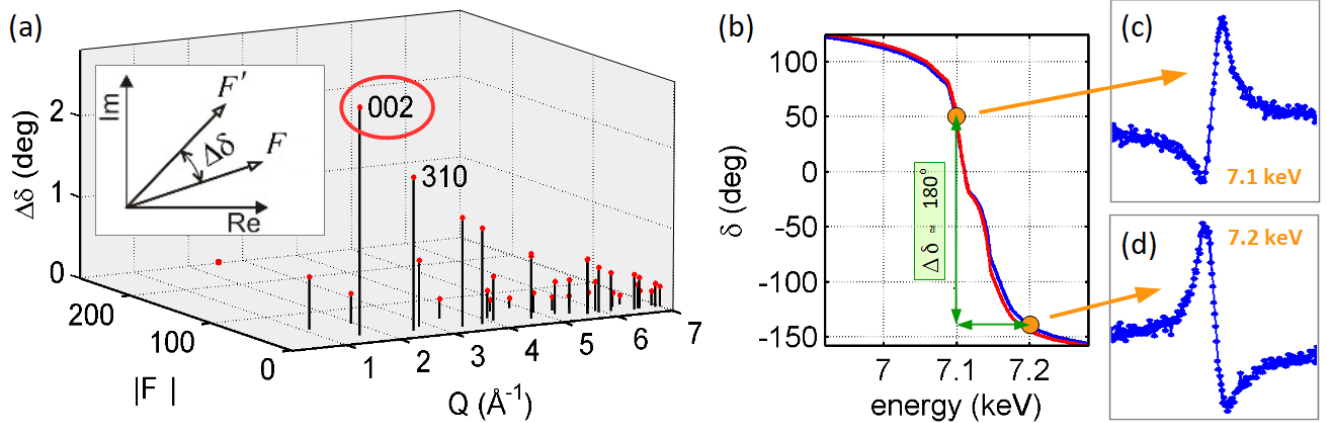 (a)
Δδ (deg)
2
1
0
Im
F'
Δδ
F
Re
002
310
200
100
0
|F |
1
2
3
4
5
6
7
Q (Å⁻¹)
(b)
δ (deg)
100
50
0
-50
-100
-150
Δ δ ≈ 180°
7
7.1
7.2
energy (keV)
(c)
7.1 keV
(d)
7.2 keV